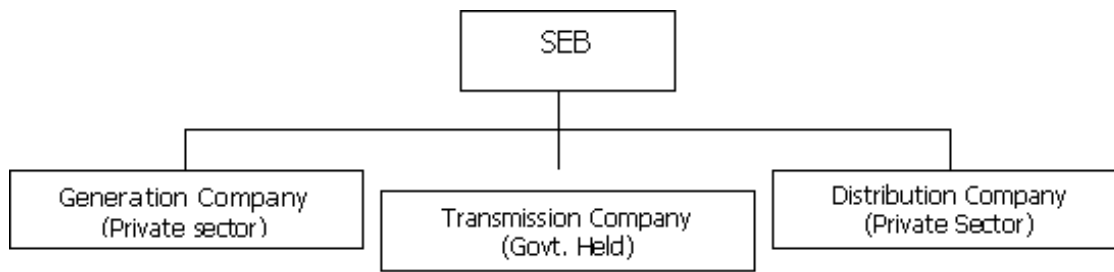 SEB
Generation Company
(Private sector)
Transmission Company
(Govt. Held)
Distribution Company
(Private Sector)